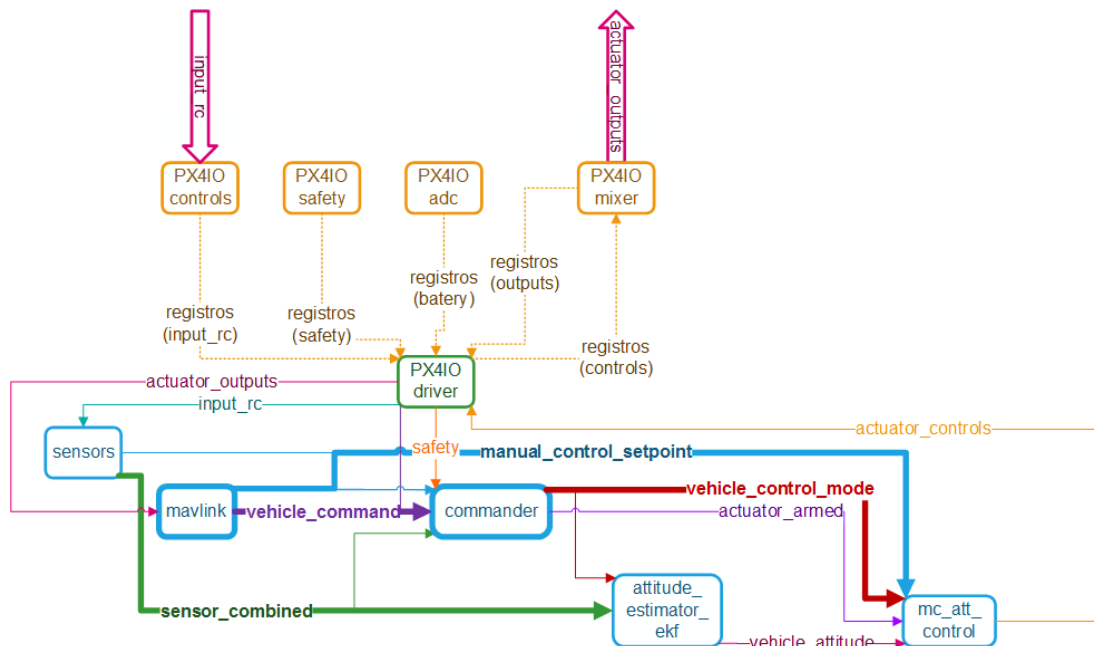 input_rc
actuator_outputs
PX4IO
controls
PX4IO
safety
PX4IO
adc
PX4IO
mixer
registros
(outputs)
registros
(batery)
registros
(input_rc)
registros
(safety)
registros
(controls)
PX4IO
driver
actuator_outputs
input_rc
actuator_controls
sensors
safety
manual_control_setpoint
vehicle_control_mode
mavlink
vehicle_command
commander
actuator_armed
attitude_
estimator_
ekf
sensor_combined
mc_att_
control
vehicle_attitude